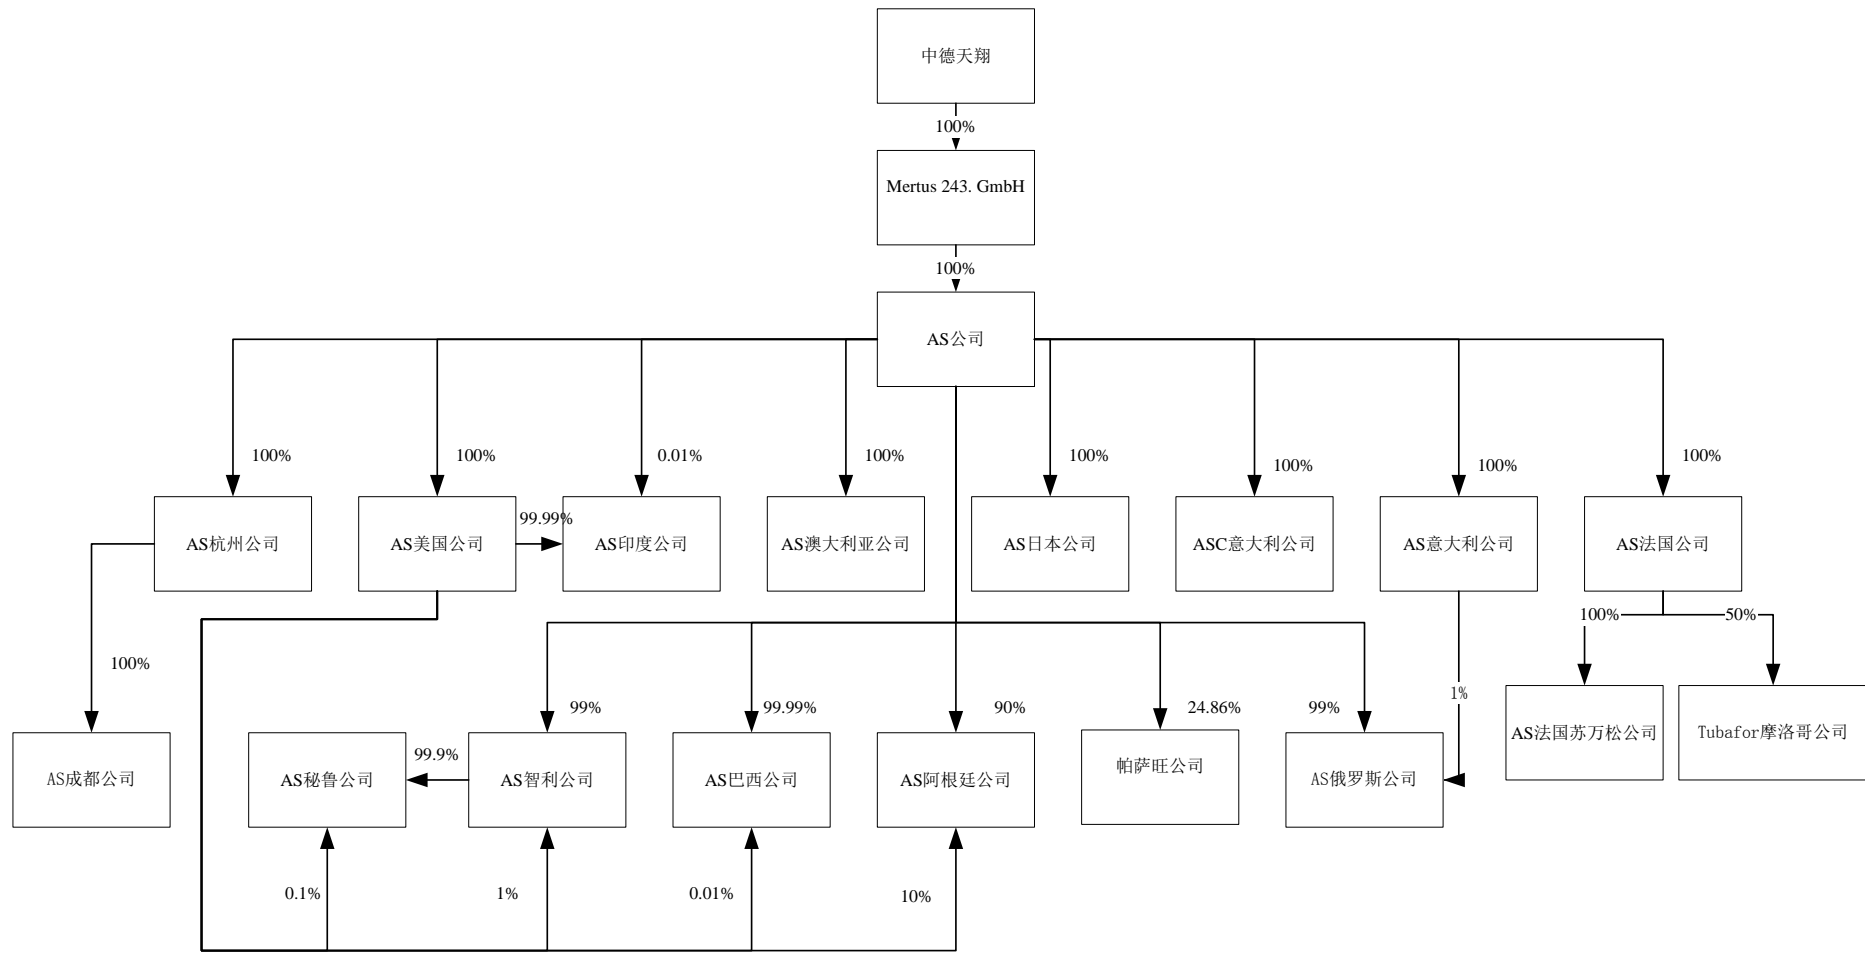 中德天翔
100%
Mertus 243. GmbH
100%
AS公司
100%
100%
0.01%
100%
100%
100%
100%
100%
AS杭州公司
AS美国公司
99.99%
AS印度公司
AS澳大利亚公司
AS日本公司
ASC意大利公司
AS意大利公司
AS法国公司
100%
50%
100%
99%
99.99%
90%
24.86%
99%
1%
AS成都公司
AS秘鲁公司
99.9%
AS智利公司
AS巴西公司
AS阿根廷公司
帕萨旺公司
AS俄罗斯公司
AS法国苏万松公司
Tubafor摩洛哥公司
0.1%
1%
0.01%
10%